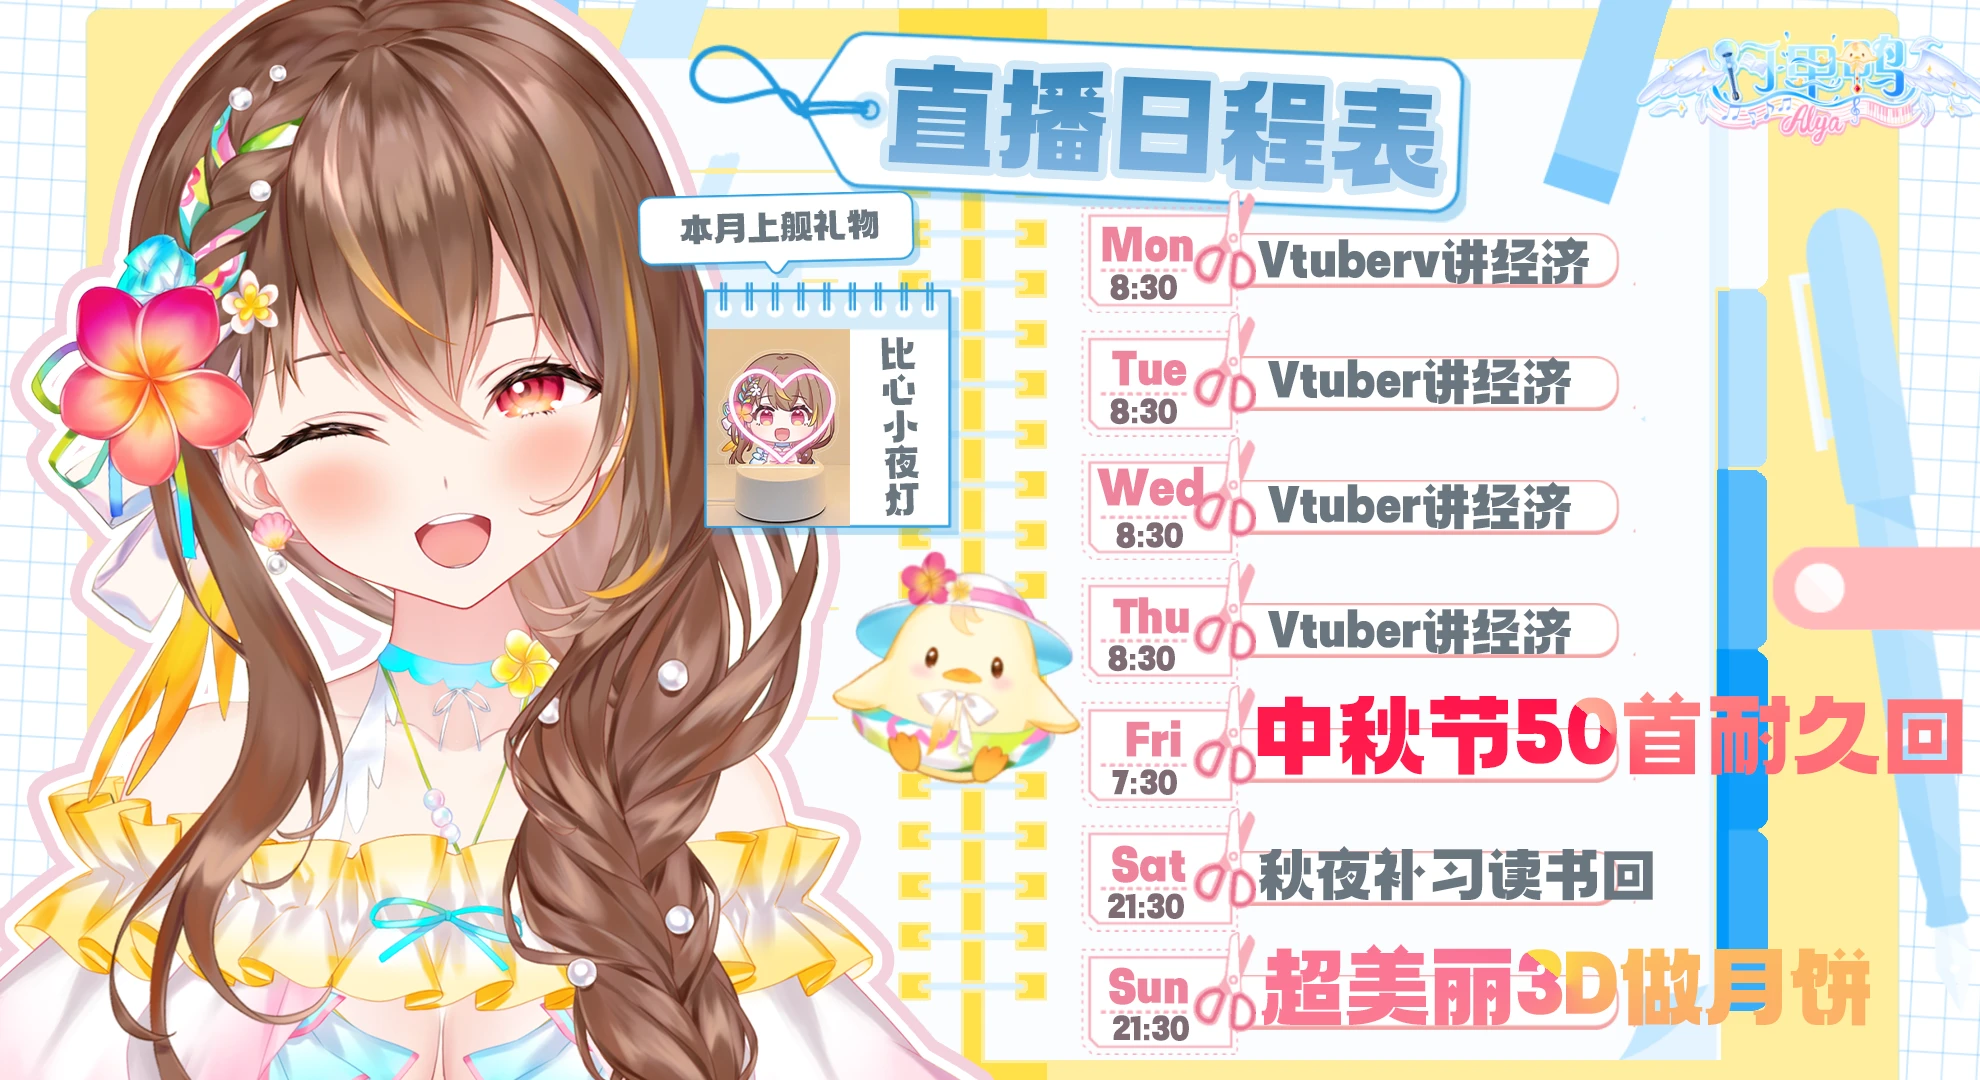 直播日程表
阿里鸭
Alya
本月上舰礼物
比心小夜灯
Mon
8:30
Vtuberv讲经济
Tue
8:30
Vtuber讲经济
Wed
8:30
Vtuber讲经济
Thu
8:30
Vtuber讲经济
Fri
7:30
中秋节50首耐久回
Sat
21:30
秋夜补习读书回
Sun
21:30
超美丽3D做月饼